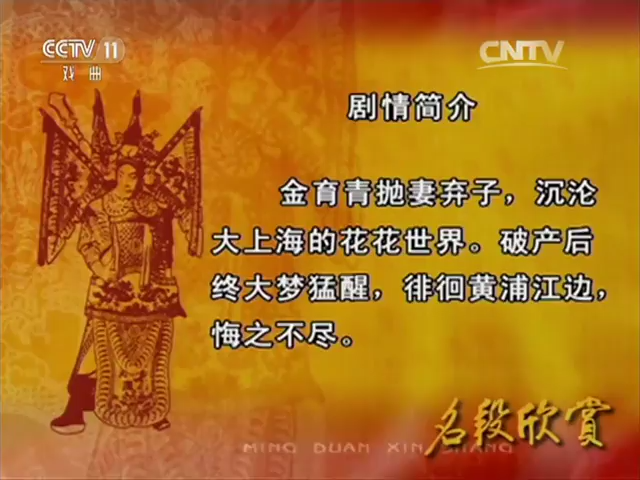 CCTV 11
戏曲
CNTV
剧情简介
金育青抛妻弃子，沉沦
大上海的花花世界。破产后
终大梦猛醒，徘徊黄浦江边，
悔之不尽。
名段欣赏
MING DUAN XIN SHANG